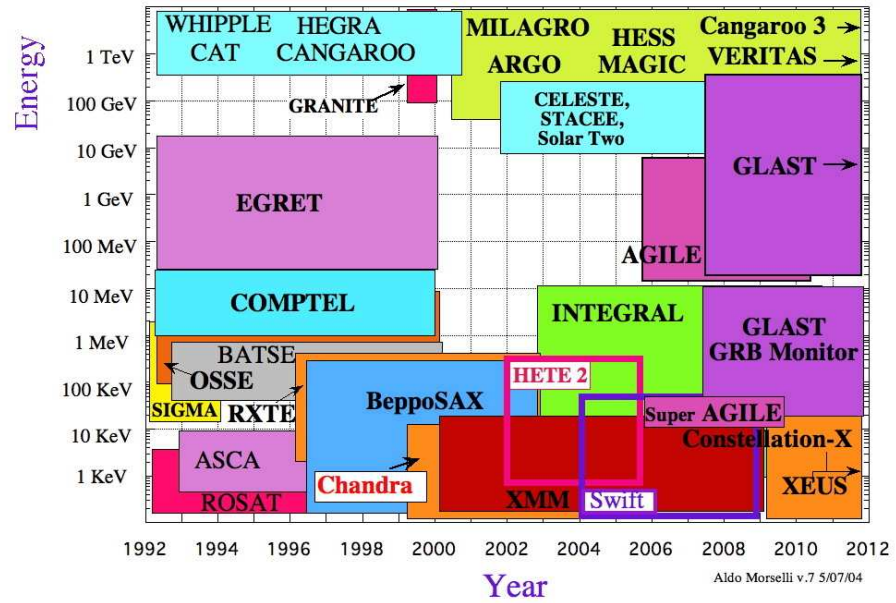 Energy
1 TeV
100 GeV
10 GeV
1 GeV
100 MeV
10 MeV
1 MeV
100 KeV
10 KeV
1 KeV
WHIPPLE HEGRA
CAT CANGAROO
GRANITE
MILAGRO
ARGO
HESS
MAGIC
Cangaroo 3
VERITAS
CELESTE,
STACEE,
Solar Two
EGRET
GLAST
AGILE
COMPTEL
INTEGRAL
GLAST
GRB Monitor
BATSE
OSSE
SIGMA
RXTE
BeppoSAX
HETE 2
Super AGILE
Constellation-X
ASCA
ROSAT
Chandra
XMM
Swift
XEUS
1992 1994 1996 1998 2000 2002 2004 2006 2008 2010 2012
Year
Aldo Morselli v.7 5/07/04